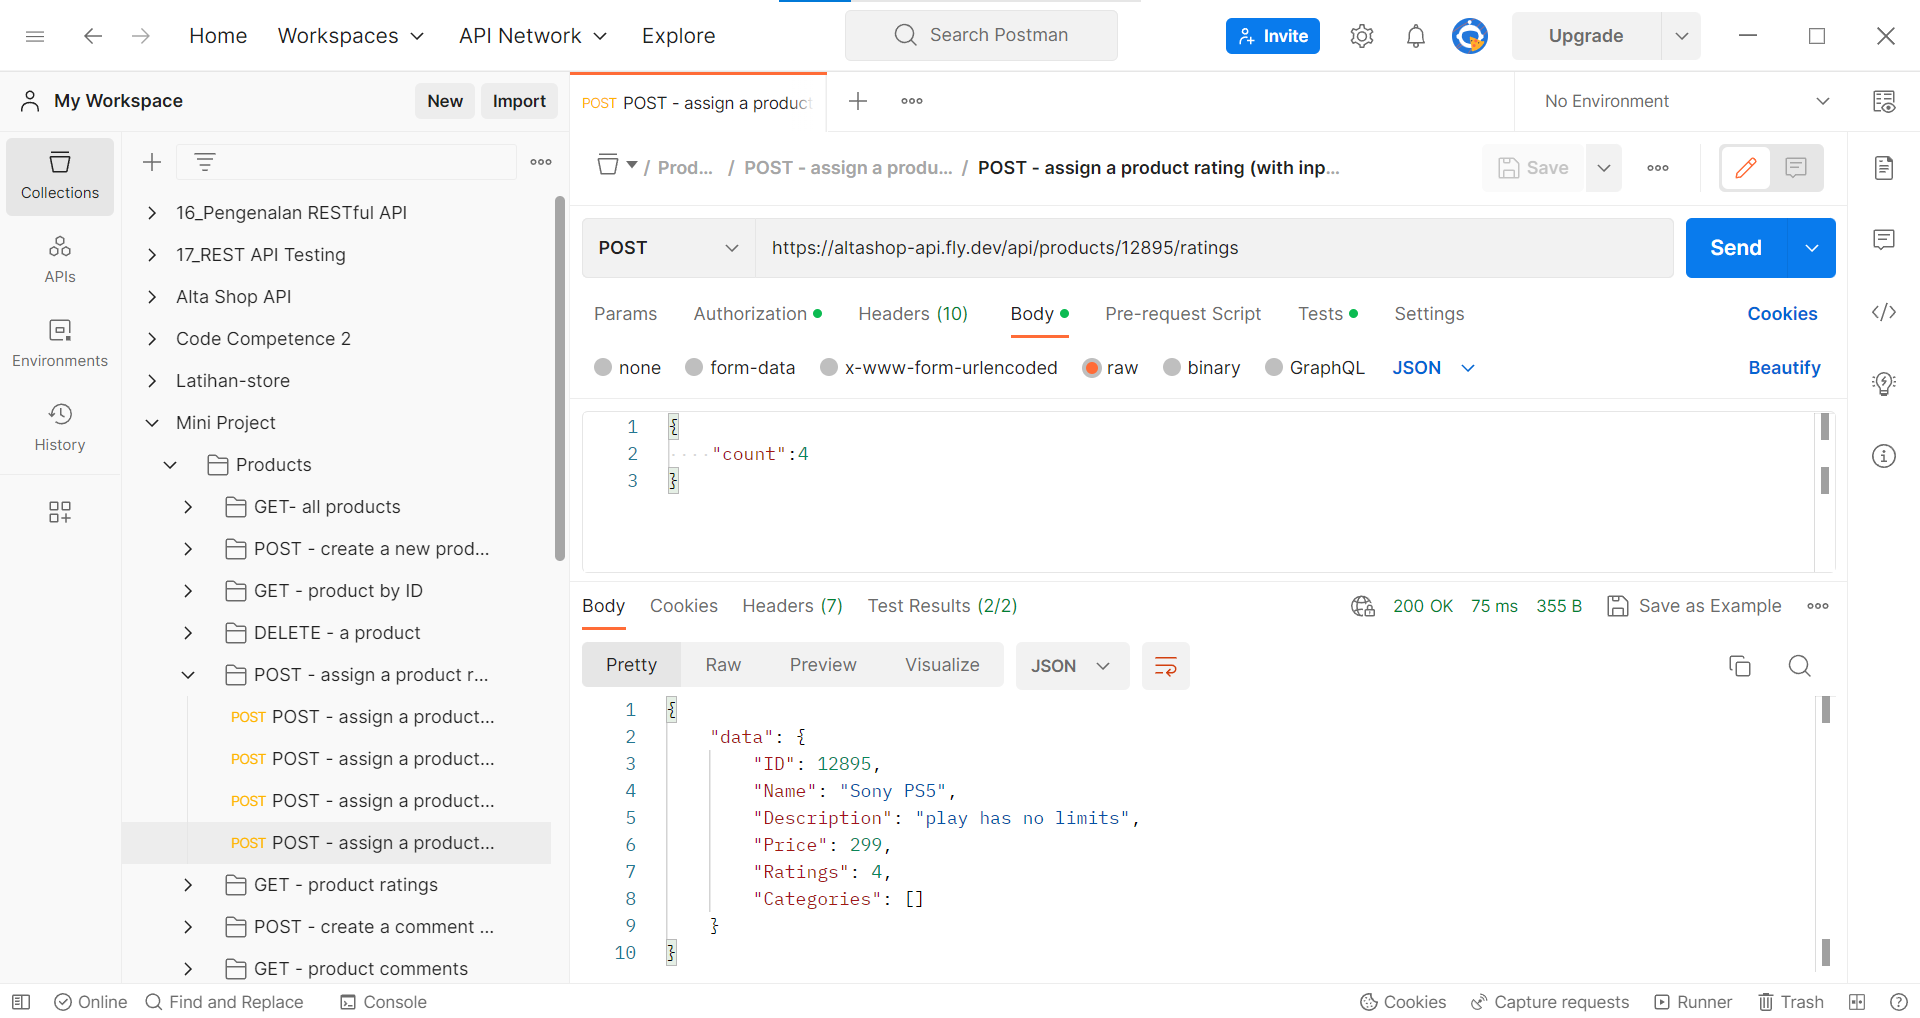 Home
Workspaces
API Network
Explore
Search Postman
Invite
Upgrade
My Workspace
New
Import
POST POST - assign a product
No Environment
Collections
APIs
Environments
History
16_Pengenalan RESTful API
17_REST API Testing
Alta Shop API
Code Competence 2
Latihan-store
Mini Project
Products
GET- all products
POST - create a new prod...
GET - product by ID
DELETE - a product
POST - assign a product r...
POST POST - assign a product...
POST POST - assign a product...
POST POST - assign a product...
POST POST - assign a product...
GET - product ratings
POST - create a comment ...
GET - product comments
/ Prod... / POST - assign a produ... / POST - assign a product rating (with inp...
Save
POST
https://altashop-api.fly.dev/api/products/12895/ratings
Send
Params
Authorization
Headers (10)
Body
Pre-request Script
Tests
Settings
Cookies
none
form-data
x-www-form-urlencoded
raw
binary
GraphQL
JSON
Beautify
1 {
2 ····"count":4
3 }
Body
Cookies
Headers (7)
Test Results (2/2)
200 OK
75 ms
355 B
Save as Example
Pretty
Raw
Preview
Visualize
JSON
1 {
2 "data": {
3 "ID": 12895,
4 "Name": "Sony PS5",
5 "Description": "play has no limits",
6 "Price": 299,
7 "Ratings": 4,
8 "Categories": []
9 }
10 }
Online
Find and Replace
Console
Cookies
Capture requests
Runner
Trash